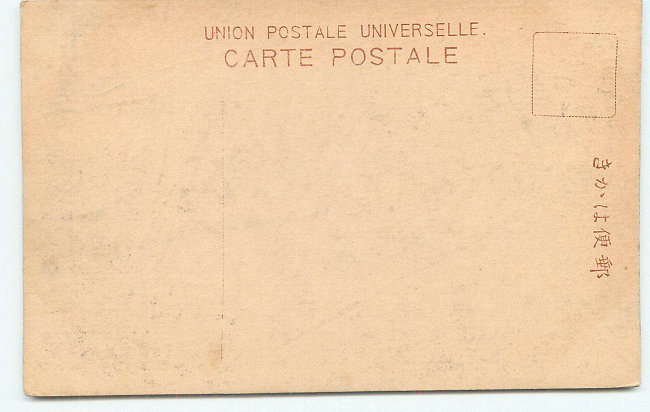 UNION POSTALE UNIVERSELLE.
CARTE POSTALE
郵便はかき